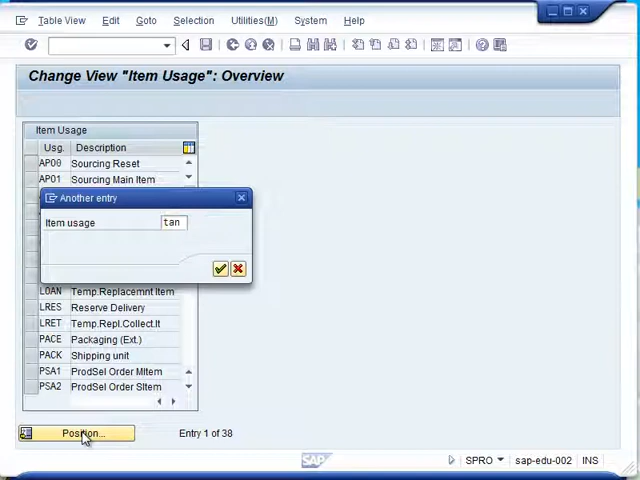 Table View Edit Goto Selection Utilities(M) System Help
Change View "Item Usage": Overview
Item Usage
Usg. Description
AP00 Sourcing Reset
AP01 Sourcing Main Item
Another entry
Item usage tan
LOAN Temp.Replacemnt Item
LRES Reserve Delivery
LRET Temp.Repl.Collect.It
PACE Packaging (Ext.)
PACK Shipping unit
PSA1 ProdSel Order MItem
PSA2 ProdSel Order SItem
Position... Entry 1 of 38
SAP SPRO sap-edu-002 INS